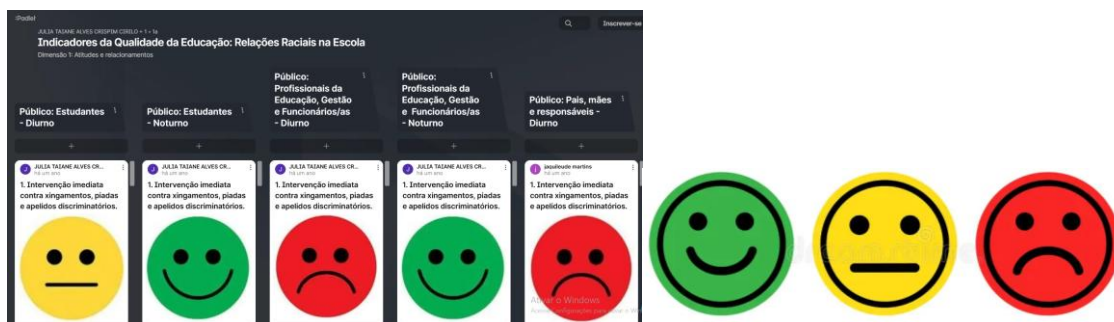 Padlet
JULIA TAIANE ALVES CRISPIM CIRILO + 1 • 1a
Indicadores da Qualidade da Educação: Relações Raciais na Escola
Dimensão 1: Atitudes e relacionamentos
Inscrever-se
Público: Estudantes
- Diurno
Público: Estudantes
- Noturno
Público:
Profissionais da
Educação, Gestão
e Funcionários/as
- Diurno
Público:
Profissionais da
Educação, Gestão
e Funcionários/as
- Noturno
Público: Pais, mães
e responsáveis -
Diurno
JULIA TAIANE ALVES CR...
há um ano
1. Intervenção imediata
contra xingamentos, piadas
e apelidos discriminatórios.
JULIA TAIANE ALVES CR...
há um ano
1. Intervenção imediata
contra xingamentos, piadas
e apelidos discriminatórios.
JULIA TAIANE ALVES CR...
há um ano
1. Intervenção imediata
contra xingamentos, piadas
e apelidos discriminatórios.
JULIA TAIANE ALVES CR...
há um ano
1. Intervenção imediata
contra xingamentos, piadas
e apelidos discriminatórios.
jaquileude martins
há um ano
1. Intervenção imediata
contra xingamentos, piadas
e apelidos discriminatórios.
Ativar o Windows